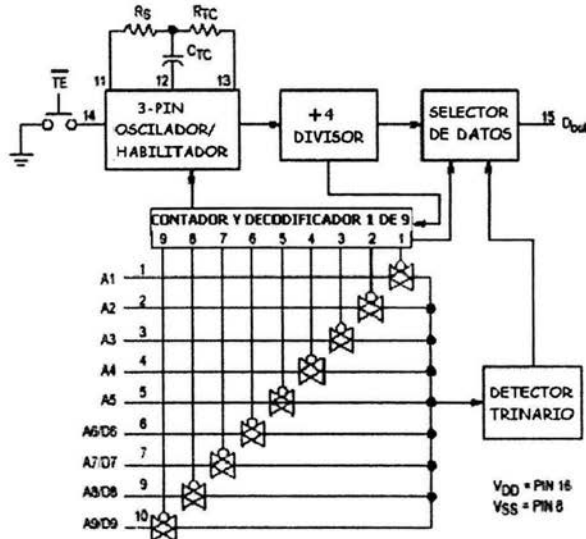 RS
RTC
CTC
11
12
13
TE
14
3-PIN
OSCILADOR/
HABILITADOR
+4
DIVISOR
SELECTOR
DE DATOS
15
Dout
CONTADOR Y DECODIFICADOR 1 DE 9
9 8 7 6 5 4 3 2 1
A1 1
A2 2
A3 3
A4 4
A5 5
A6/D6 6
A7/D7 7
A8/D8 9
A9/D9 10
DETECTOR
TRINARIO
VDD = PIN 16
VSS = PIN 8